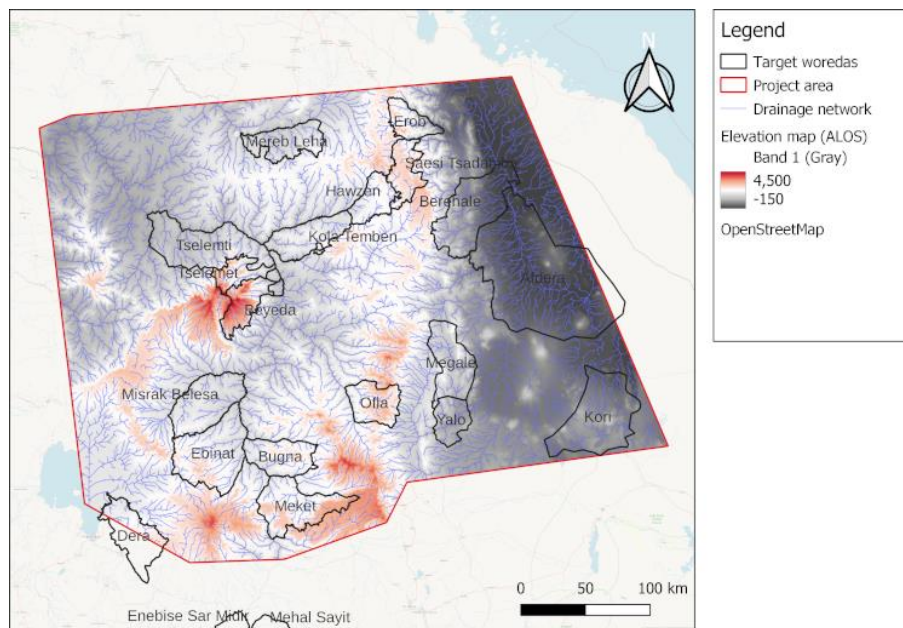 N
Legend
Target woredas
Project area
Drainage network
Elevation map (ALOS)
Band 1 (Gray)
4,500
-150
OpenStreetMap
Erob
Mereb Leha
Saesi Tsadamba
Hawzen
Berehale
Kola Temben
Tselemti
Tselemet
Afdera
Beyeda
Megale
Misrak Belesa
Ofla
Yalo
Kori
Ebinat
Bugna
Meket
Dera
0 50 100 km
Enebise Sar Midir
Mehal Sayit